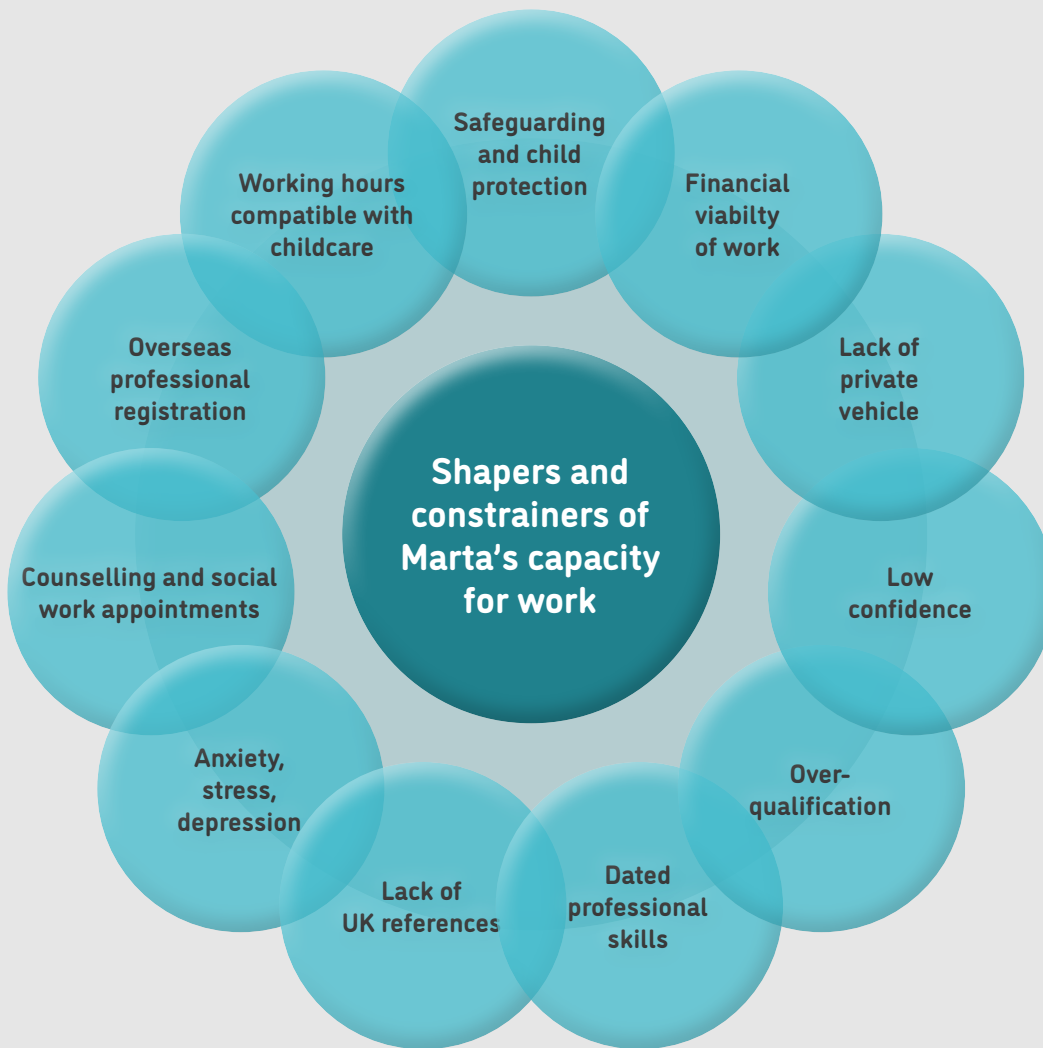 Safeguarding
and child
protection
Financial
viabilty
of work
Lack of
private
vehicle
Low
confidence
Over-
qualification
Dated
professional
skills
Lack of
UK references
Anxiety,
stress,
depression
Counselling and social
work appointments
Overseas
professional
registration
Working hours
compatible with
childcare
Shapers and
constrainers of
Marta's capacity
for work